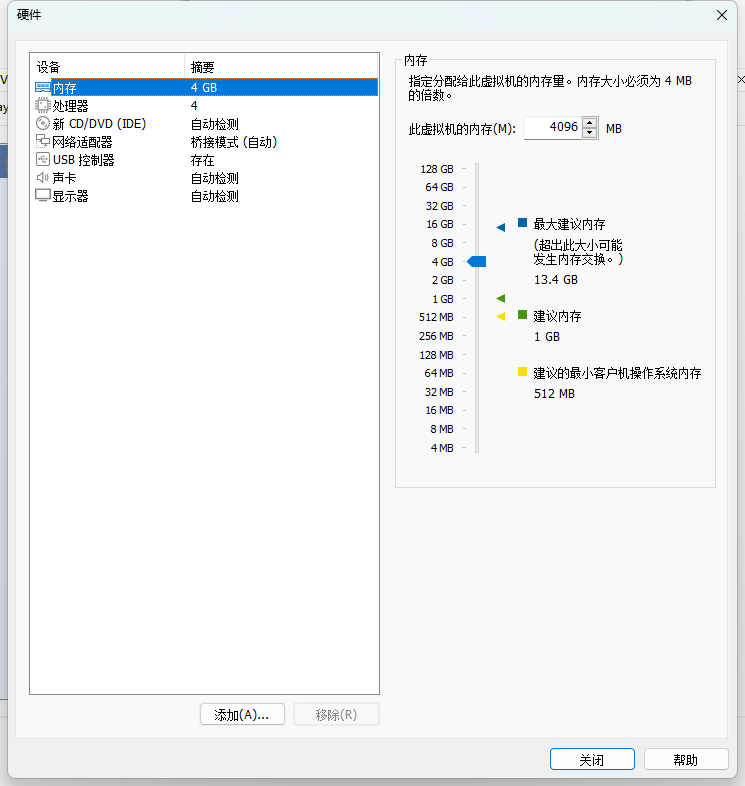 硬件
设备 摘要
内存 4 GB
处理器 4
新 CD/DVD (IDE) 自动检测
网络适配器 桥接模式 (自动)
USB 控制器 存在
声卡 自动检测
显示器 自动检测
添加(A)...
移除(R)
内存
指定分配给此虚拟机的内存量。内存大小必须为 4 MB
的倍数。
此虚拟机的内存(M): 4096 MB
128 GB
64 GB
32 GB
16 GB
8 GB
4 GB
2 GB
1 GB
512 MB
256 MB
128 MB
64 MB
32 MB
16 MB
8 MB
4 MB
最大建议内存
(超出此大小可能
发生内存交换。)
13.4 GB
建议内存
1 GB
建议的最小客户机操作系统内存
512 MB
关闭
帮助